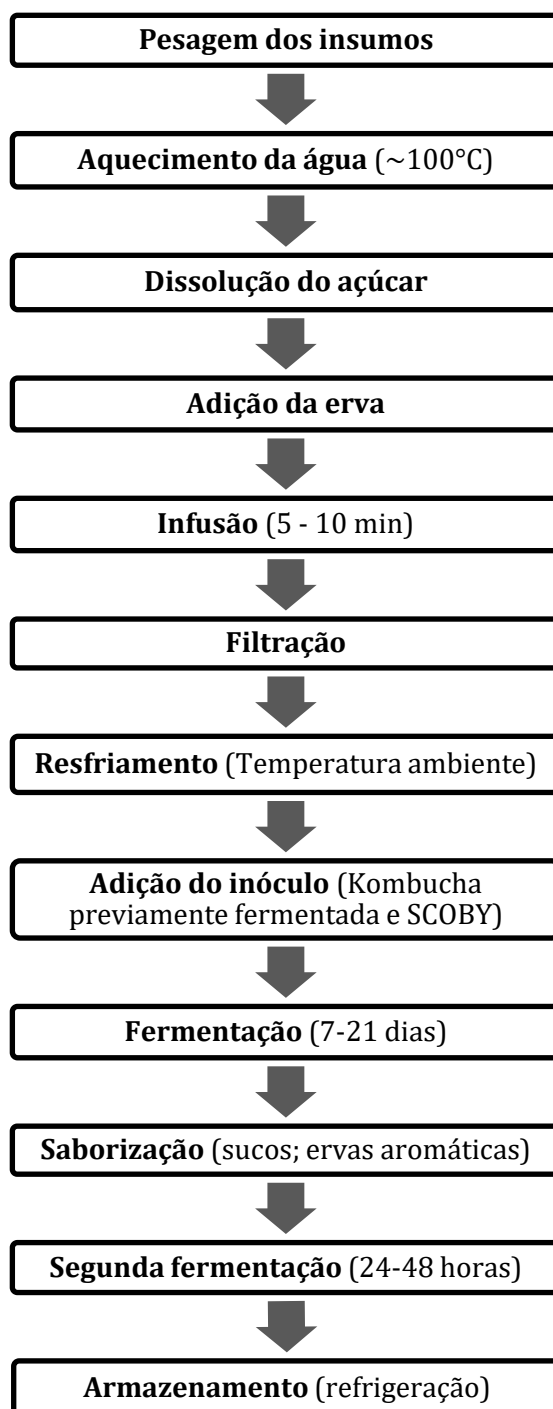 Pesagem dos insumos
Aquecimento da água (~100°C)
Dissolução do açúcar
Adição da erva
Infusão (5 - 10 min)
Filtração
Resfriamento (Temperatura ambiente)
Adição do inóculo (Kombucha
previamente fermentada e SCOBY)
Fermentação (7-21 dias)
Saborização (sucos; ervas aromáticas)
Segunda fermentação (24-48 horas)
Armazenamento (refrigeração)